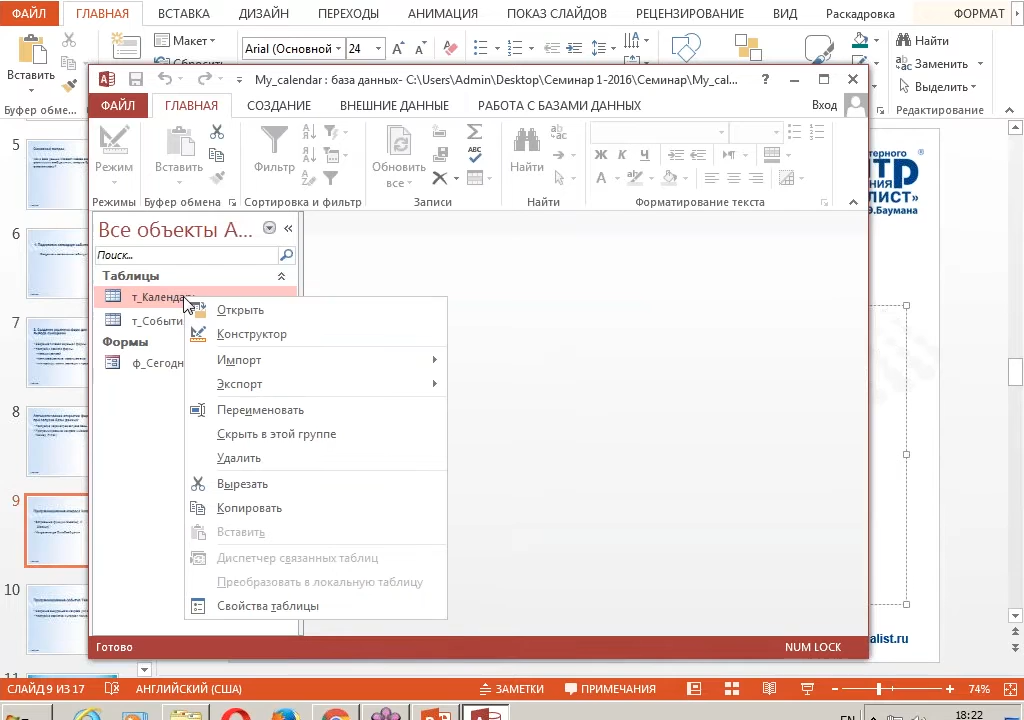 ФАЙЛ ГЛАВНАЯ ВСТАВКА ДИЗАЙН ПЕРЕХОДЫ АНИМАЦИЯ ПОКАЗ СЛАЙДОВ РЕЦЕНЗИРОВАНИЕ ВИД Раскадровка ФОРМАТ
Макет
Arial (Основной 24
Найти
Вставить
Заменить
Выделить
Буфер обме...
Редактирование
My_calendar : база данных- C:\Users\Admin\Desktop\Семинар 1-2016\Семинар\My_cal...
ФАЙЛ ГЛАВНАЯ СОЗДАНИЕ ВНЕШНИЕ ДАННЫЕ РАБОТА С БАЗАМИ ДАННЫХ Вход
Режим Вставить Фильтр Обновить все Найти
Ж К Ч
Режимы Буфер обмена Сортировка и фильтр Записи Найти Форматирование текста
Все объекты A...
Поиск...
Таблицы
т_Календарь
т_Событи
Формы
ф_Сегодн
Открыть
Конструктор
Импорт
Экспорт
Переименовать
Скрыть в этой группе
Удалить
Вырезать
Копировать
Вставить
Диспетчер связанных таблиц
Преобразовать в локальную таблицу
Свойства таблицы
Готово NUM LOCK
5
6
7
8
9
10
11
alist.ru
СЛАЙД 9 ИЗ 17 АНГЛИЙСКИЙ (США) ЗАМЕТКИ ПРИМЕЧАНИЯ 74%
EN 18:22